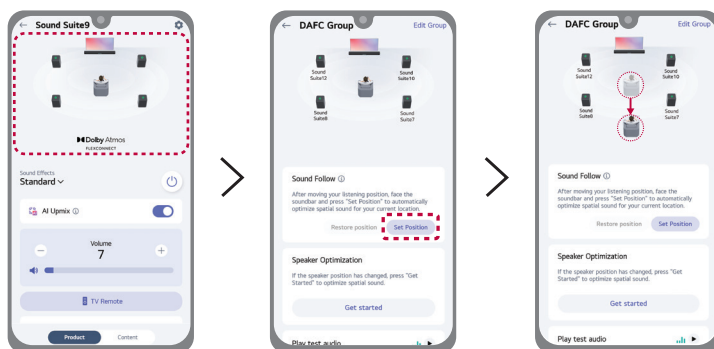 ← Sound Suite9
Dolby Atmos
FLEXCONNECT
Sound Effects
Standard
AI Upmix
Volume
7
TV Remote
Product Content
← DAFC Group Edit Group
Sound
Suite12
Sound
Suite10
Sound
Suite8
Sound
Suite7
Sound Follow
After moving your listening position, face the
soundbar and press "Set Position" to automatically
optimize spatial sound for your current location.
Restore position Set Position
Speaker Optimization
If the speaker position has changed, press "Get
Started" to optimize spatial sound.
Get started
Play test audio
← DAFC Group Edit Group
Sound
Suite12
Sound
Suite10
Sound
Suite8
Sound
Suite7
Sound Follow
After moving your listening position, face the
soundbar and press "Set Position" to automatically
optimize spatial sound for your current location.
Restore position Set Position
Speaker Optimization
If the speaker position has changed, press "Get
Started" to optimize spatial sound.
Get started
Play test audio